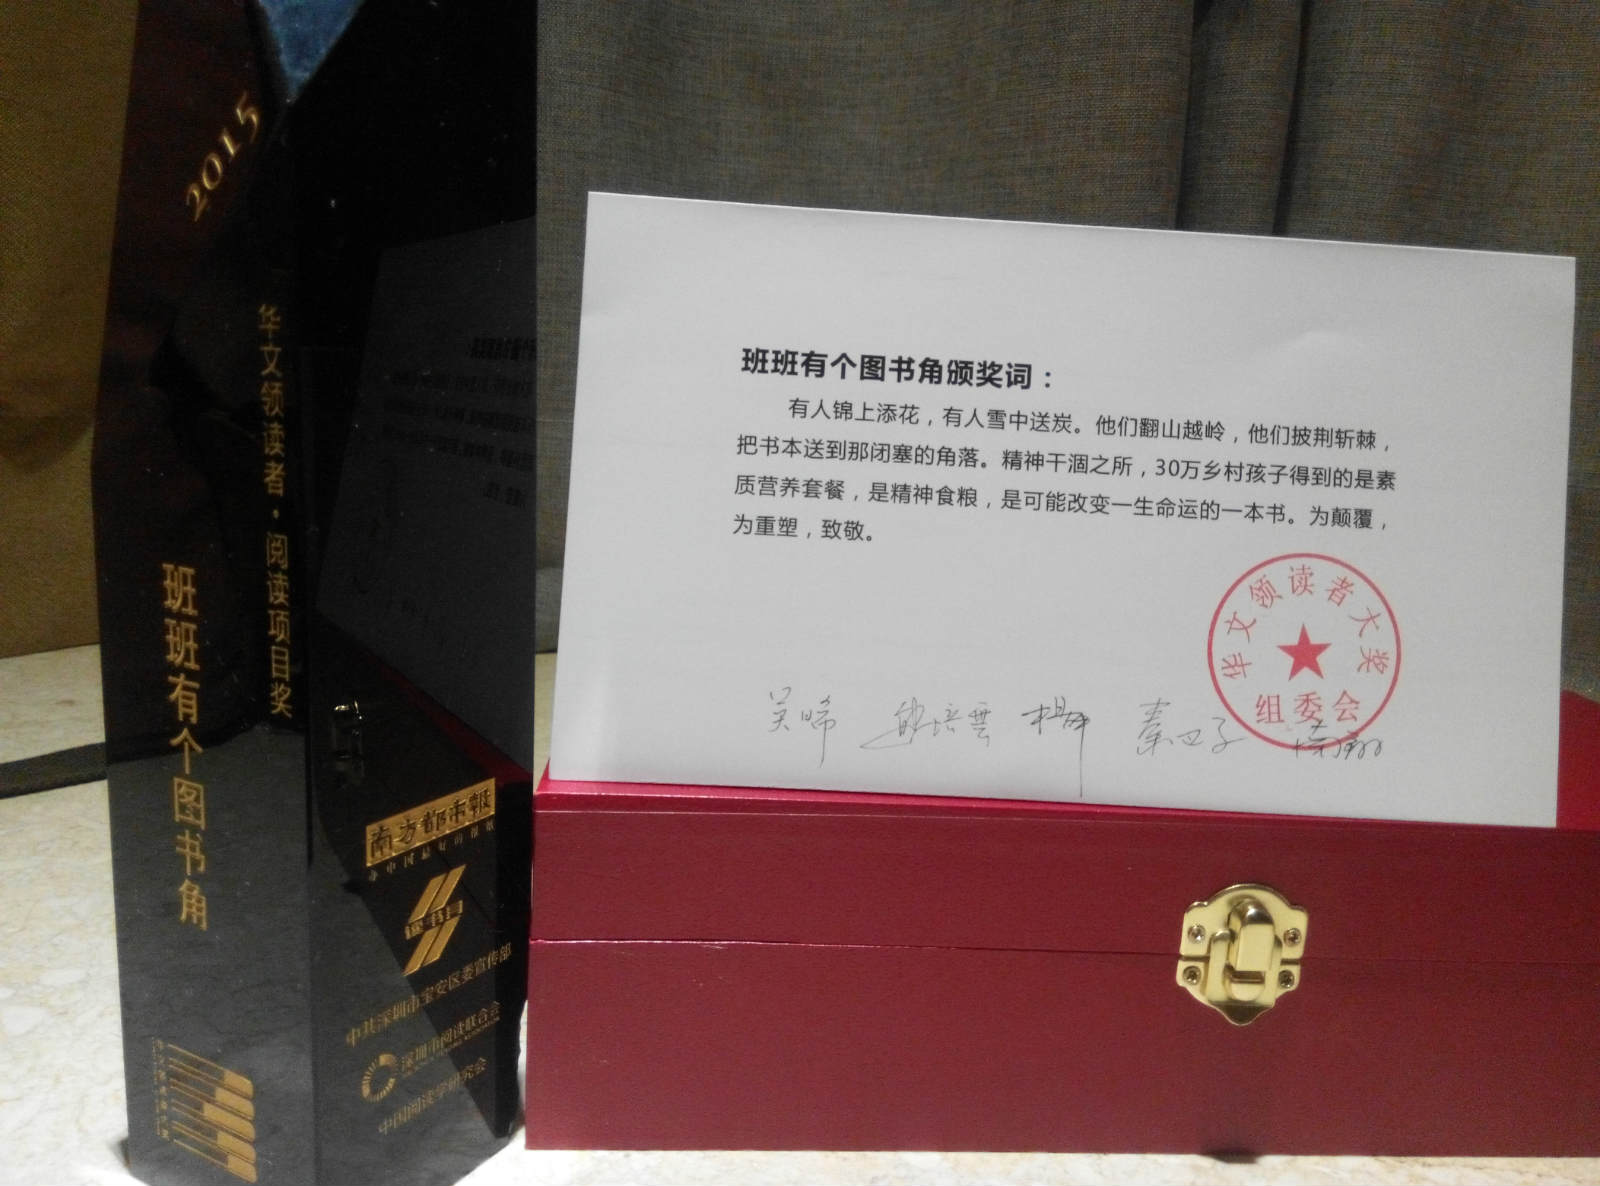 2015
华文领读者·阅读项目奖
班班有个图书角
南方都市報
中共深圳市宝安区委宣传部
深圳市阅读联合会
中国阅读学研究会
班班有个图书角颁奖词：
有人锦上添花，有人雪中送炭。他们翻山越岭，他们披荆斩棘，
把书本送到那闭塞的角落。精神干涸之所，30万乡村孩子得到的是素
质营养套餐，是精神食粮，是可能改变一生命运的一本书。为颠覆，
为重塑，致敬。
华文领读者大奖
组委会
吴晞 熊培雲